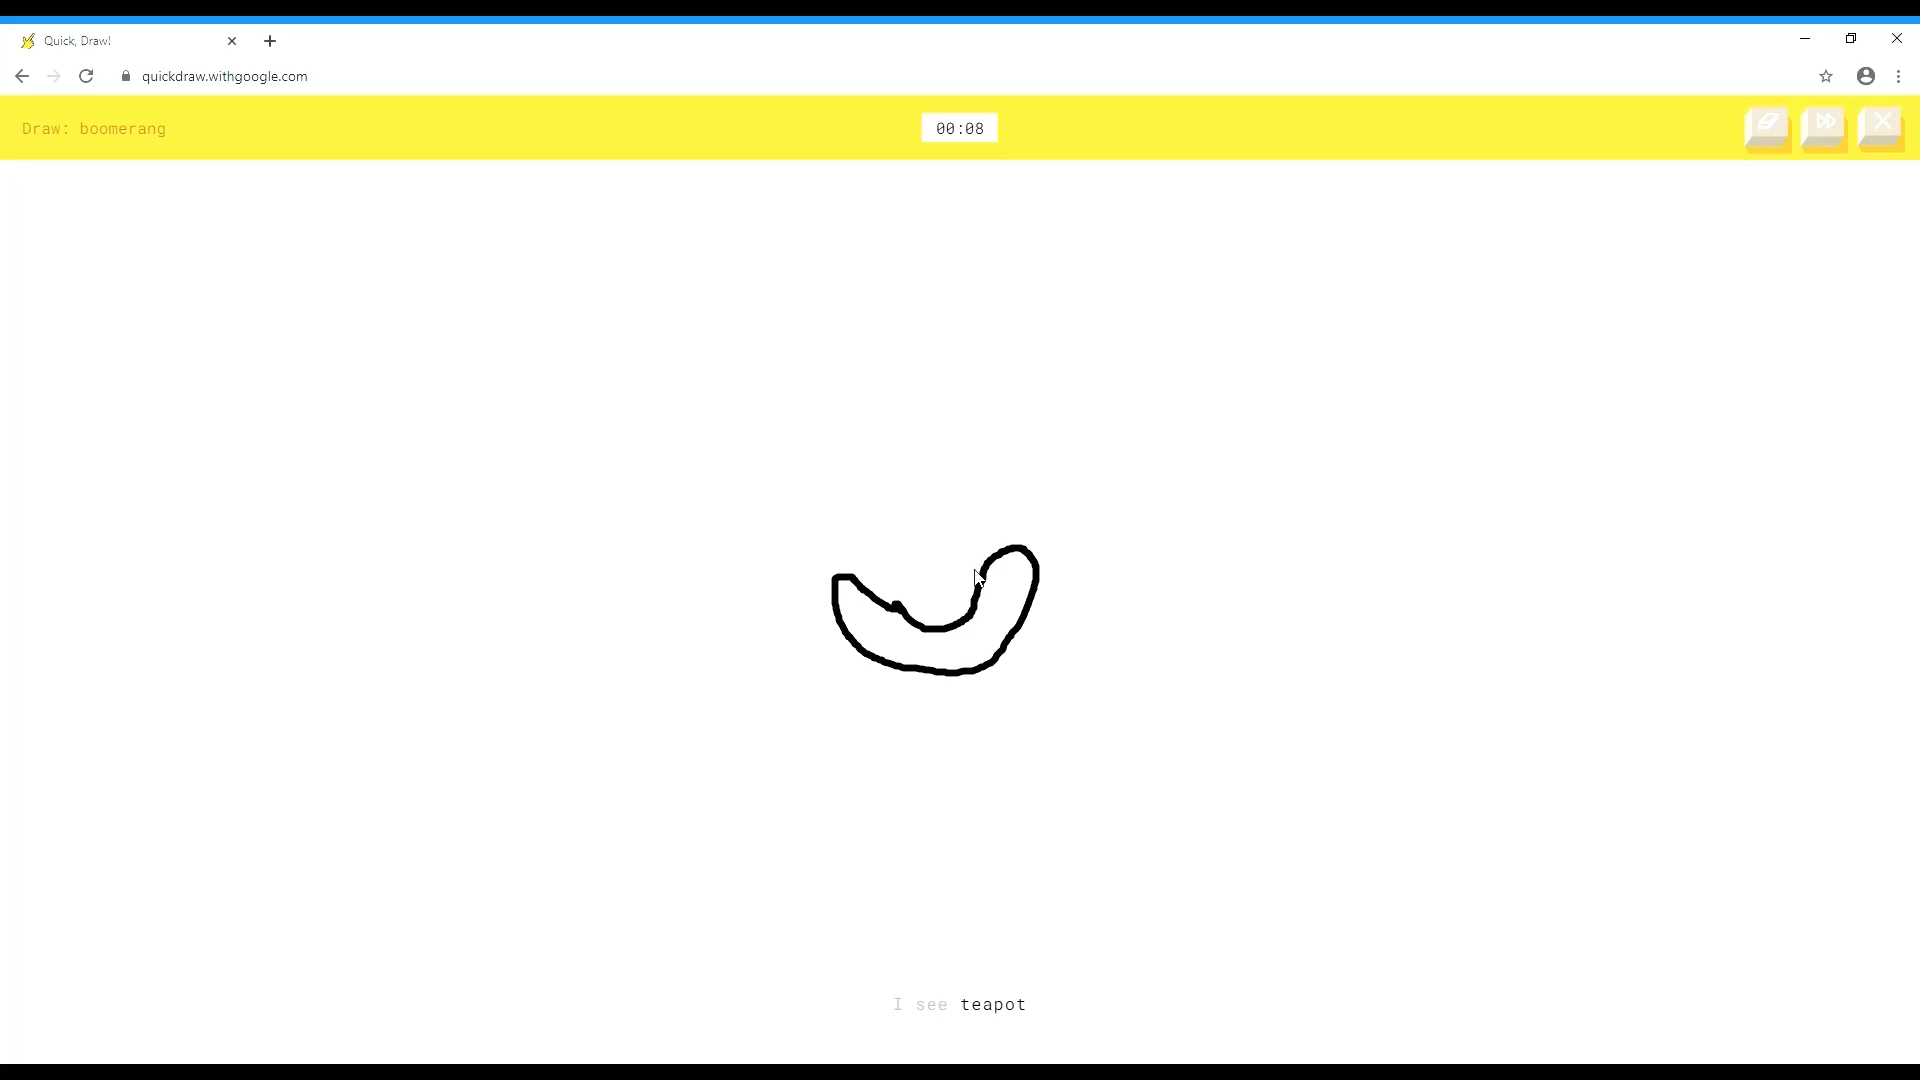 Quick, Draw!
quickdraw.withgoogle.com
Draw: boomerang
00:08
I see teapot